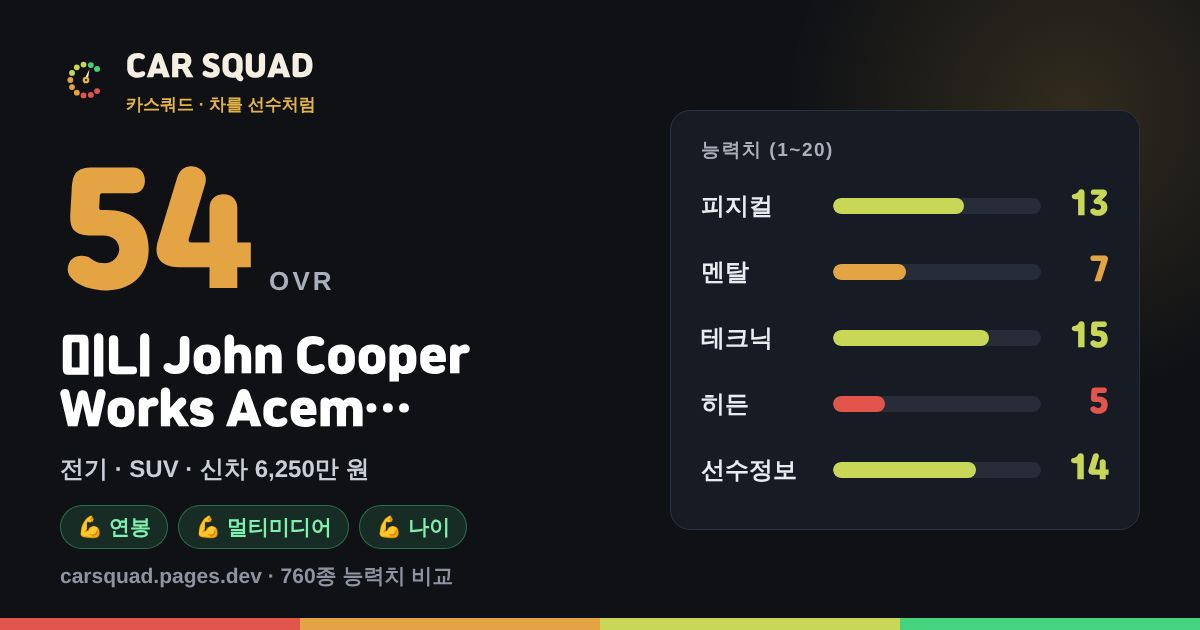 CAR SQUAD
카스쿼드 · 차를 선수처럼
54 OVR
미니 John Cooper
Works Acem…
전기 · SUV · 신차 6,250만 원
💪 연봉 💪 멀티미디어 💪 나이
carsquad.pages.dev · 760종 능력치 비교
능력치 (1~20)
피지컬 13
멘탈 7
테크닉 15
히든 5
선수정보 14